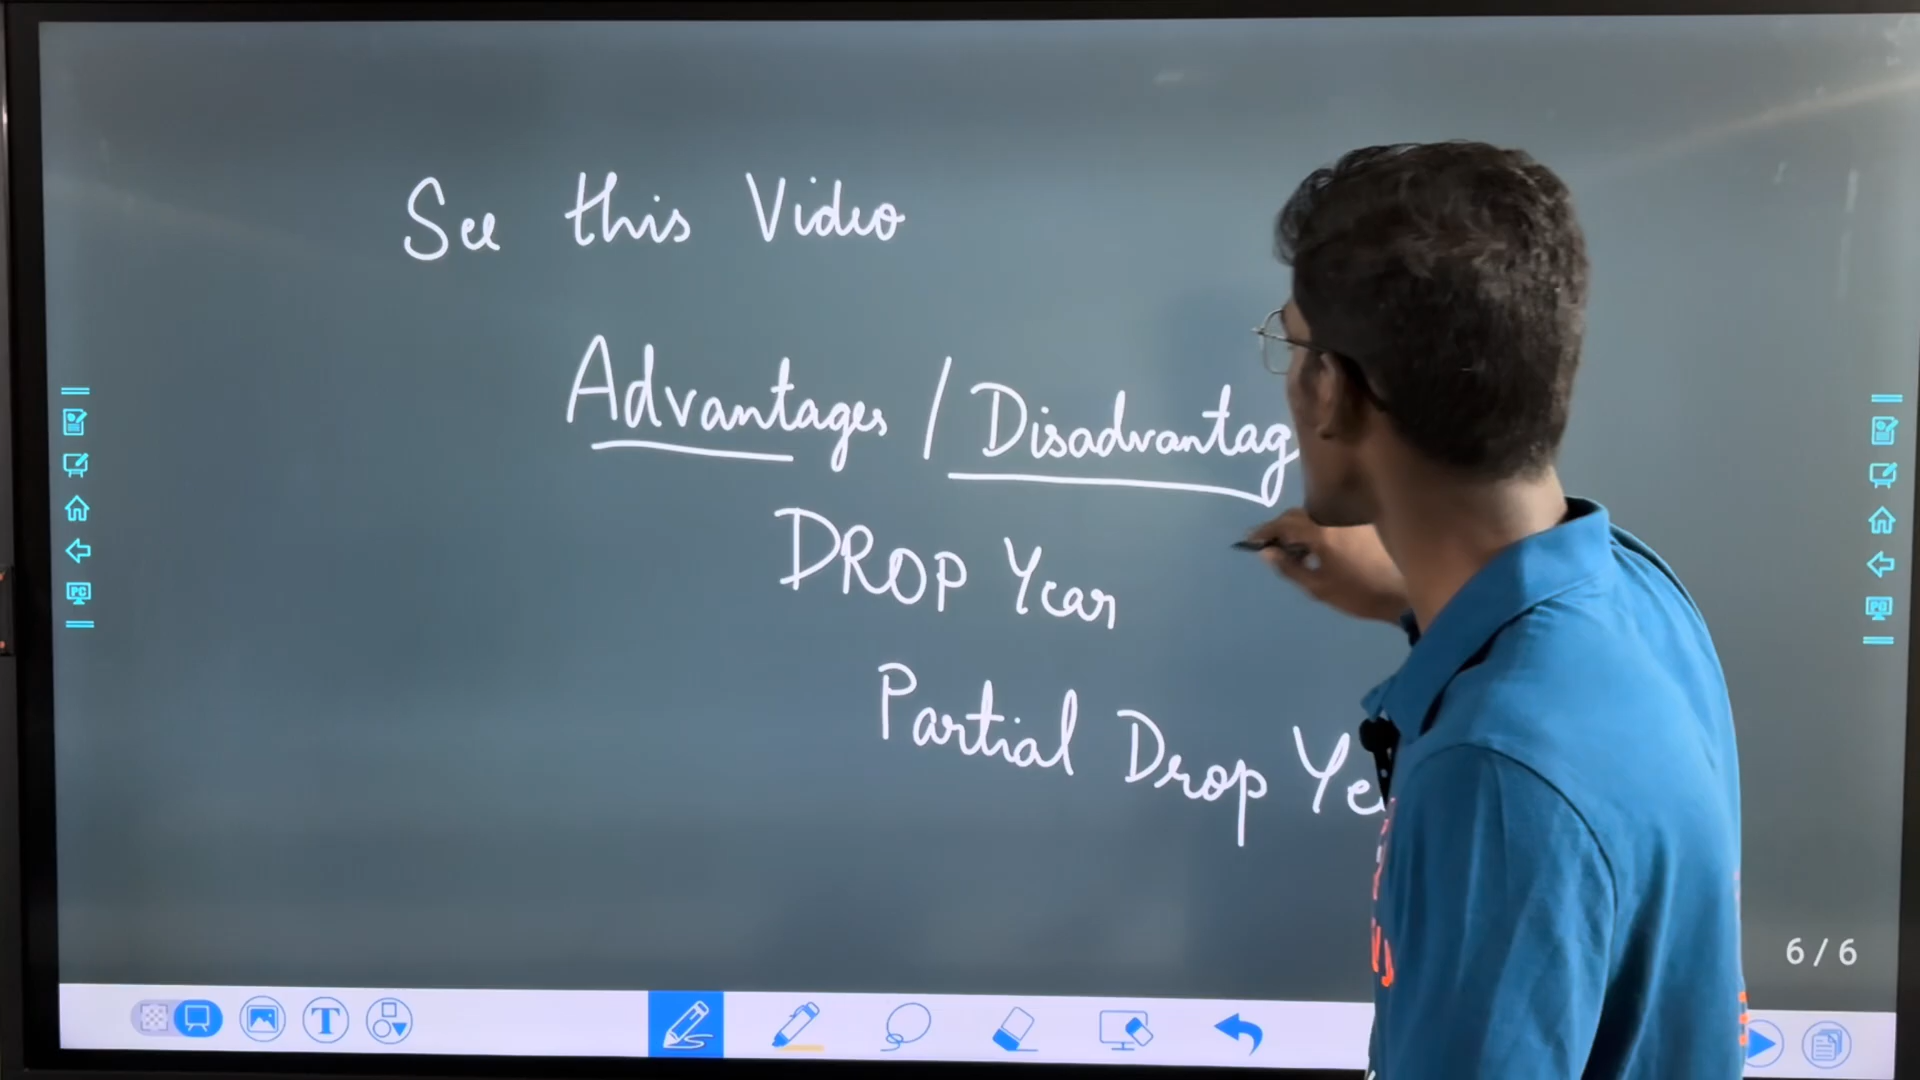 See this Video
Advantages / Disadvantag
DROP Year
Partial Drop Ye
6 / 6